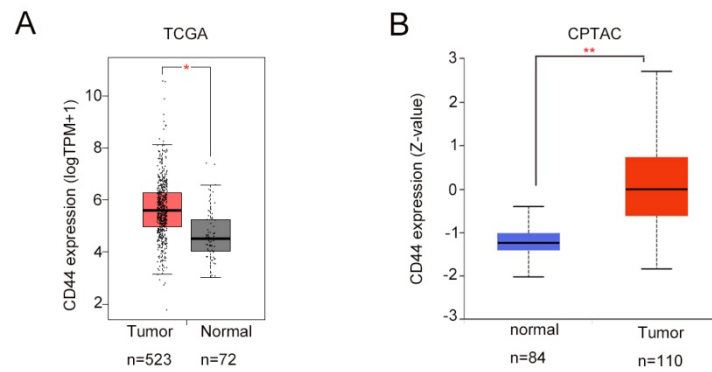 A
TCGA
*
CD44 expression (logTPM+1)
10
8
6
4
2
Tumor Normal
n=523 n=72
B
CPTAC
**
CD44 expression (Z-value)
3
2
1
0
-1
-2
-3
normal Tumor
n=84 n=110